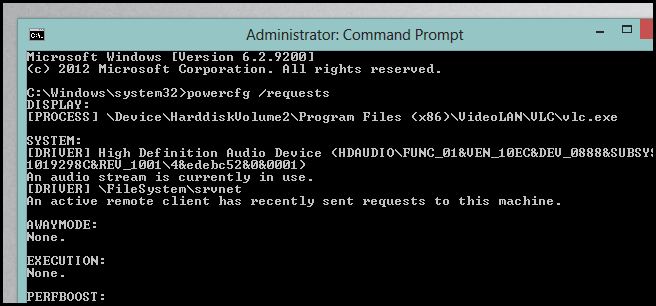 Administrator: Command Prompt
Microsoft Windows [Version 6.2.9200]
(c) 2012 Microsoft Corporation. All rights reserved.
C:\Windows\system32>powercfg /requests
DISPLAY:
[PROCESS] \Device\HarddiskVolume2\Program Files (x86)\VideoLAN\VLC\vlc.exe
SYSTEM:
[DRIVER] High Definition Audio Device (HDAUDIO\FUNC_01&VEN_10EC&DEV_0888&SUBSYS
1019298C&REV_1001\4&edebc52&0&0001)
An audio stream is currently in use.
[DRIVER] \FileSystem\srvnet
An active remote client has recently sent requests to this machine.
AWAYMODE:
None.
EXECUTION:
None.
PERFBOOST: